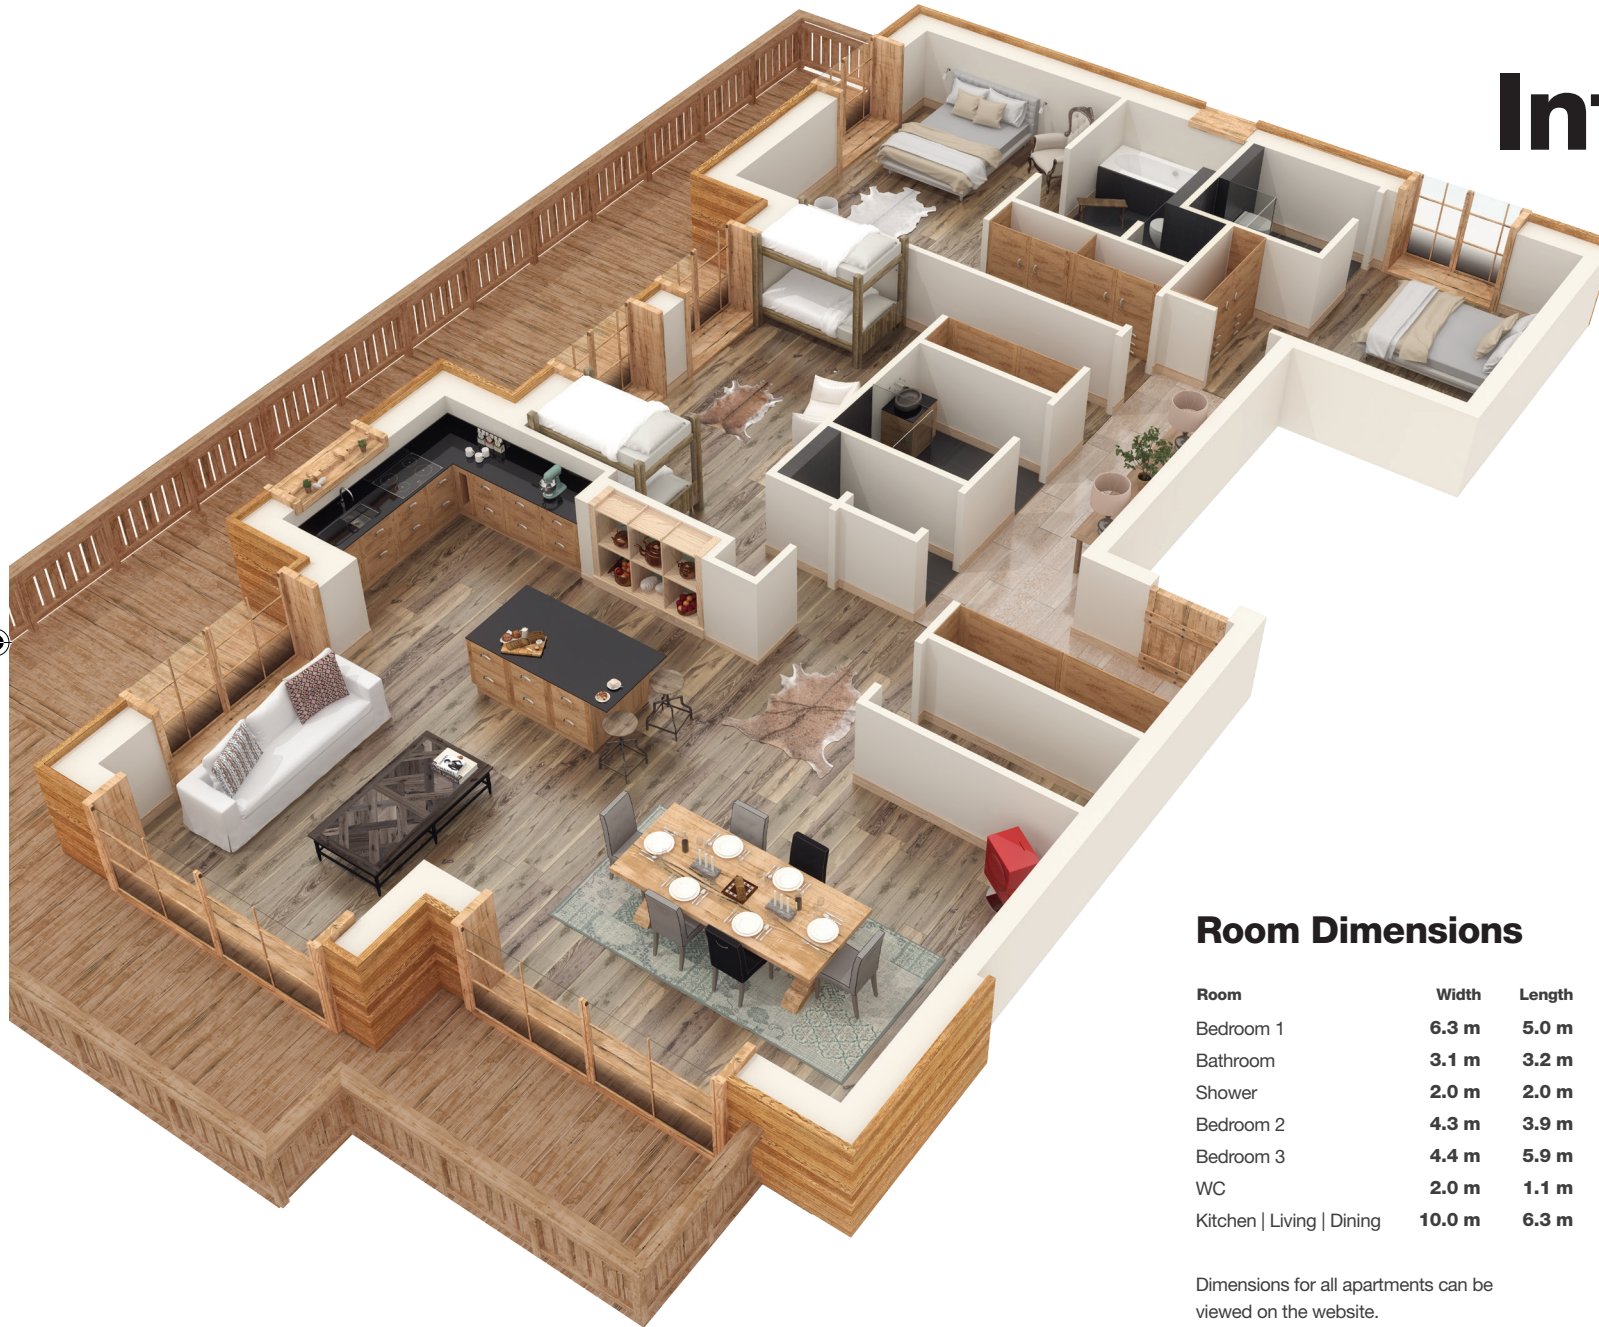 Room Dimensions
Room Width Length
Bedroom 1 6.3 m 5.0 m
Bathroom 3.1 m 3.2 m
Shower 2.0 m 2.0 m
Bedroom 2 4.3 m 3.9 m
Bedroom 3 4.4 m 5.9 m
WC 2.0 m 1.1 m
Kitchen | Living | Dining 10.0 m 6.3 m
Dimensions for all apartments can be
viewed on the website.